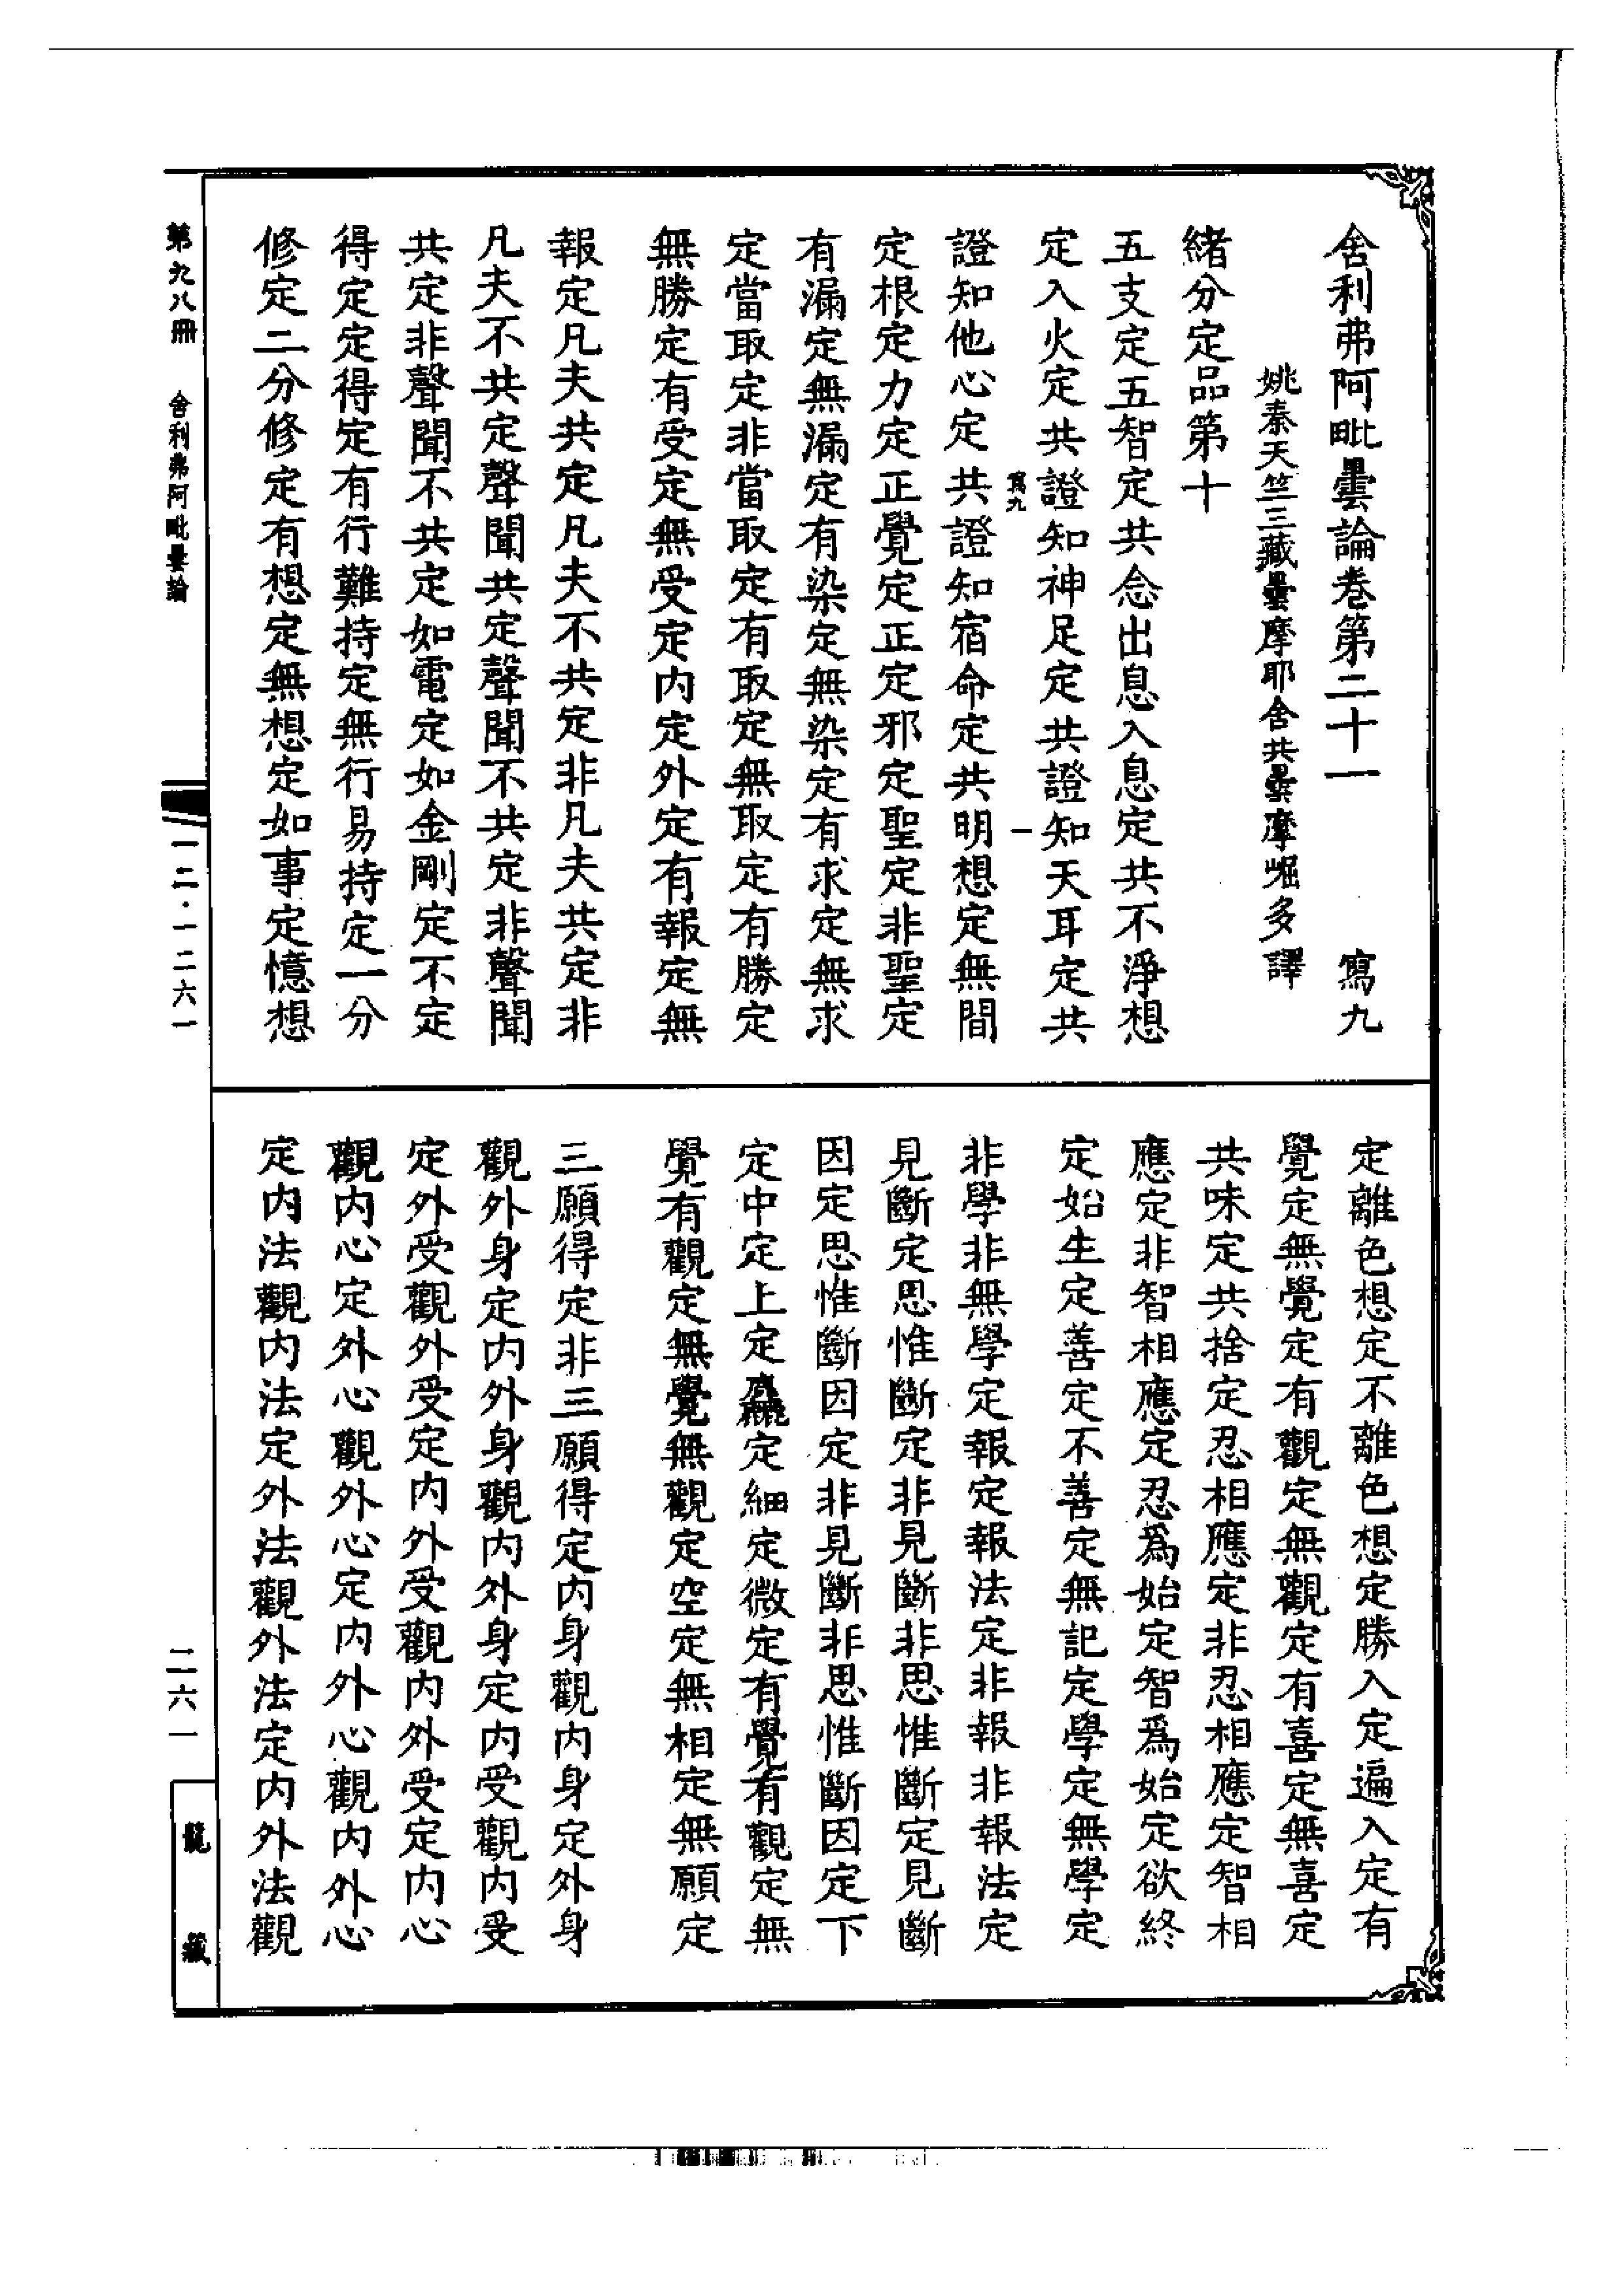 舍利弗阿毗曇論卷第二十一　寫九
姚秦天竺三藏曇摩耶舍共曇摩崛多譯
緒分定品第十
五支定五智定共念出息入息定共不淨想
定入火定共證知神足定共證知天耳定共
寫九　一
證知他心定共證知宿命定共明想定無間
定根定力定正覺定正定邪定聖定非聖定
有漏定無漏定有染定無染定有求定無求
定當取定非當取定有取定無取定有勝定
無勝定有受定無受定內定外定有報定無
報定凡夫共定凡夫不共定非凡夫共定非
凡夫不共定聲聞共定聲聞不共定非聲聞
共定非聲聞不共定如電定如金剛定不定
得定定得定有行難持定無行易持定一分
修定二分修定有想定無想定如事定憶想
定離色想定不離色想定勝入定遍入定有
覺定無覺定有觀定無觀定有喜定無喜定
共味定共捨定忍相應定非忍相應定智相
應定非智相應定忍爲始定智爲始定欲終
定始生定善定不善定無記定學定無學定
非學非無學定報定報法定非報非報法定
見斷定思惟斷定非見斷非思惟斷定見斷
因定思惟斷因定非見斷非思惟斷因定下
定中定上定麤定細定微定有覺有觀定無
覺有觀定無覺無觀定空定無相定無願定
三願得定非三願得定內身觀內身定外身
觀外身定內外身觀內外身定內受觀內受
定外受觀外受定內外受觀內外受定內心
觀內心定外心觀外心定內外心觀內外心
定內法觀內法定外法觀外法定內外法觀
第九八冊　舍利弗阿毗曇論　一二·一二六一　二六一　龍藏